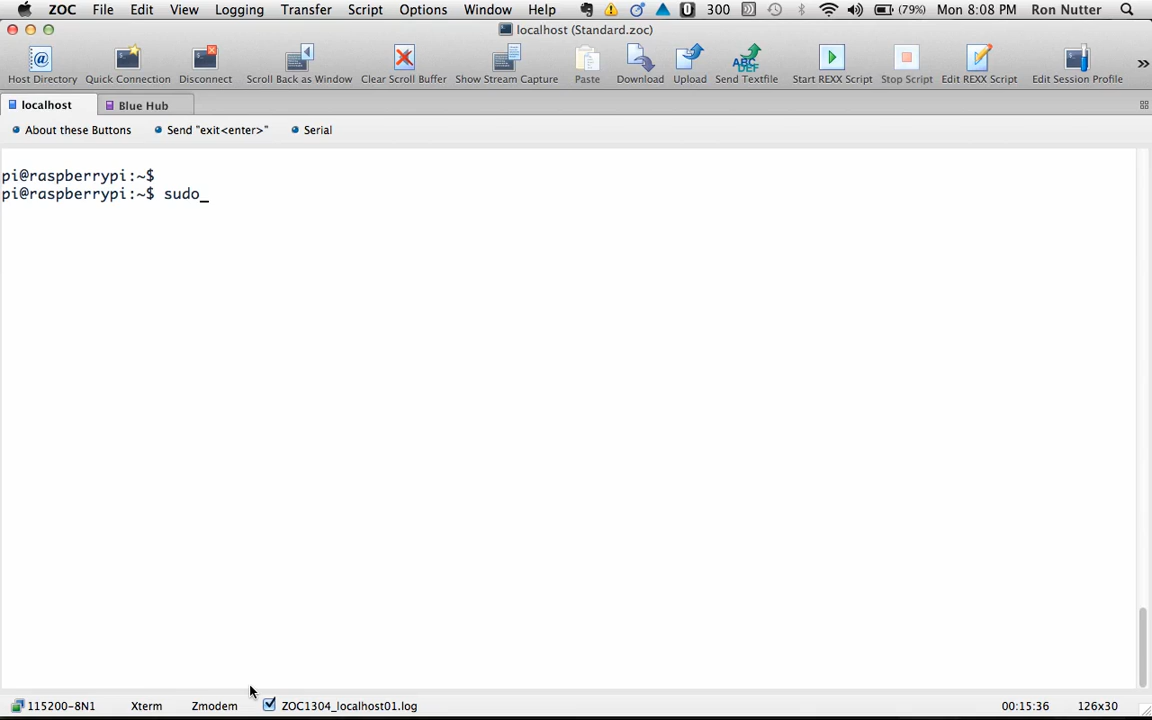 ZOC File Edit View Logging Transfer Script Options Window Help 300 (79%) Mon 8:08 PM Ron Nutter
localhost (Standard.zoc)
Host Directory Quick Connection Disconnect Scroll Back as Window Clear Scroll Buffer Show Stream Capture Paste Download Upload ABC DEF Send Textfile Start REXX Script Stop Script Edit REXX Script Edit Session Profile »
localhost Blue Hub
About these Buttons Send "exit<enter>" Serial
pi@raspberrypi:~$
pi@raspberrypi:~$ sudo_
115200-8N1 Xterm Zmodem ZOC1304_localhost01.log 00:15:36 126x30